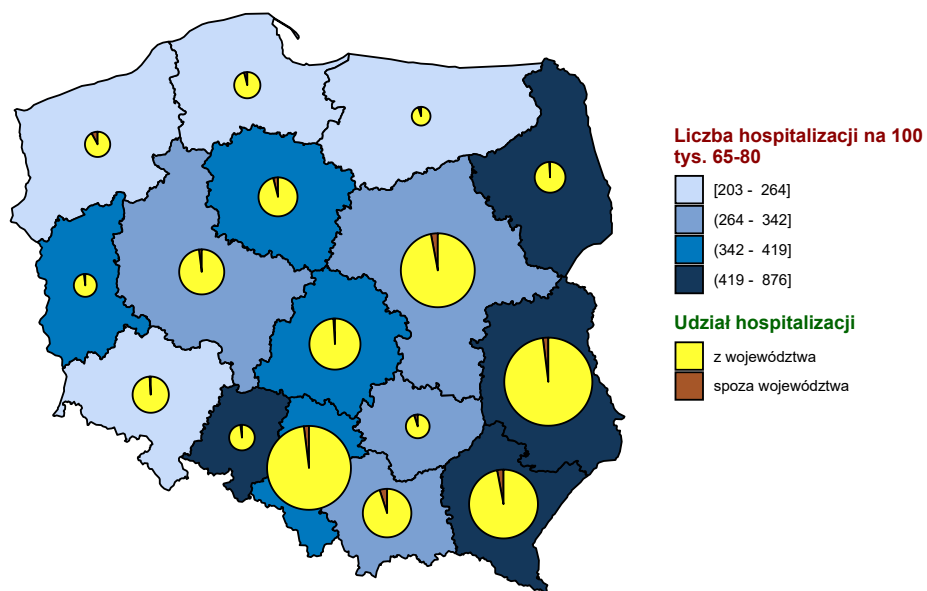 Liczba hospitalizacji na 100
tys. 65-80
[203 - 264]
(264 - 342]
(342 - 419]
(419 - 876]
Udział hospitalizacji
z województwa
spoza województwa